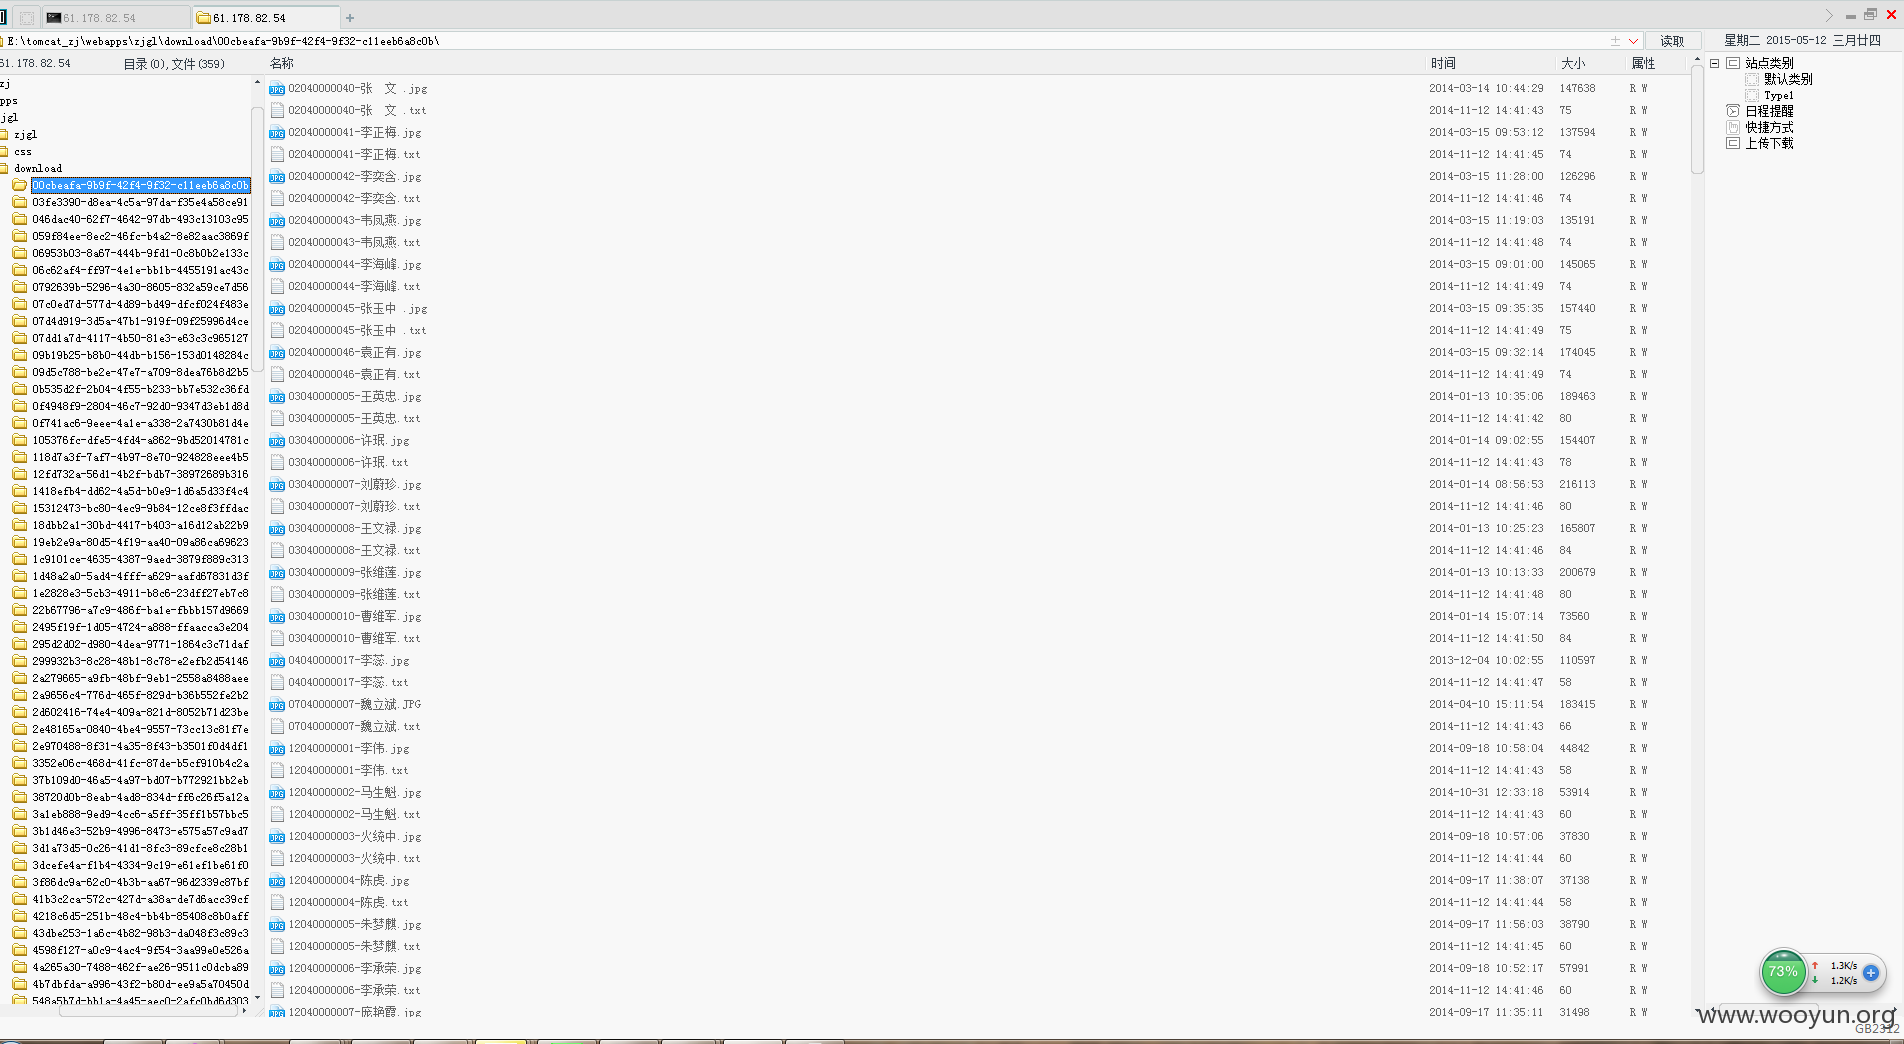 61.178.82.54
61.178.82.54
E:\tomcat_zj\webapps\zjgl\download\00cbeafa-9b9f-42f4-9f32-c11eeb6a8c0b\
读取
星期二 2015-05-12 三月廿四
61.178.82.54
目录(0),文件(359)
名称
时间
大小
属性
zj
pps
jgl
zjgl
css
download
00cbeafa-9b9f-42f4-9f32-c11eeb6a8c0b
03fe3390-d8ea-4c5a-97da-f35e4a58ce91
046dac40-62f7-4642-97db-493c13103c95
059f84ee-8ec2-46fc-b4a2-8e82aac3869f
06953b03-8a67-444b-9fd1-0c8b0b2e133c
06c62af4-ff97-4e1e-bb1b-4455191ac43c
0792639b-5296-4a30-8605-832a59ce7d56
07c0ed7d-577d-4d89-bd49-dfcf024f483e
07d4d919-3d5a-47b1-919f-09f25996d4ce
07dd1a7d-4117-4b50-81e3-e63c3c965127
09b19b25-b8b0-44db-b156-153d0148284c
09d5c788-be2e-47e7-a709-8dea76b8d2b5
0b535d2f-2b04-4f55-b233-bb7e532c36fd
0f4948f9-2804-46c7-92d0-9347d3eb1d8d
0f741ac6-9eee-4a1e-a338-2a7430b81d4e
105376fc-dfe5-4fd4-a862-9bd52014781c
118d7a3f-7af7-4b97-8e70-924828eee4b5
12fd732a-56d1-4b2f-bdb7-38972689b316
1418efb4-dd62-4a5d-b0e9-1d6a5d33f4c4
15312473-bc80-4ec9-9b84-12ce8f3ffdac
18dbb2a1-30bd-4417-b403-a16d12ab22b9
19eb2e9a-80d5-4f19-aa40-09a86ca69623
1c9101ce-4635-4387-9aed-3879f889c313
1d48a2a0-5ad4-4fff-a629-aafd67831d3f
1e2828e3-5cb3-4911-b8c6-23dff27eb7c8
22b67796-a7c9-486f-ba1e-fbbb157d9669
2495f19f-1d05-4724-a888-ffaacca3e204
295d2d02-d980-4dea-9771-1864c3c71daf
299932b3-8c28-48b1-8c78-e2efb2d54146
2a279665-a9fb-48bf-9eb1-2558a8488aee
2a9656c4-776d-465f-829d-b36b552fe2b2
2d602416-74e4-409a-821d-8052b71d23be
2e48165a-0840-4be4-9557-73cc13c81f7e
2e970488-8f31-4a35-8f43-b3501f0d4df1
3352e06c-468d-41fc-87de-b5cf910b4c2a
37b109d0-46a5-4a97-bd07-b772921bb2eb
38720d0b-8eab-4ad8-834d-ff6c26f5a12a
3a1eb888-9ed9-4cc6-a5ff-35ff1b57bbc5
3b1d46e3-52b9-4996-8473-e575a57c9ad7
3d1a73d5-0c26-41d1-8fc3-89cfce8c28b1
3dcefe4a-f1b4-4334-9c19-e61ef1be61f0
3f86dc9a-62c0-4b3b-aa67-96d2339c87bf
41b3c2ca-572c-427d-a38a-de7d6acc39cf
4218c6d5-251b-48c4-bb4b-85408c8b0aff
43dbe253-1a6c-4b82-98b3-da048f3c89c3
4598f127-a0c9-4ac4-9f54-3aa99e0e526a
4a265a30-7488-462f-ae26-9511c0dcba89
4b7dbfda-a996-43f2-b80d-ee9a5a70450d
548a5b7d-bb1a-4a45-aec0-2afc0bd6d303
02040000040-张　文 .jpg 2014-03-14 10:44:29 147638 R W
02040000040-张　文 .txt 2014-11-12 14:41:43 75 R W
02040000041-李正梅.jpg 2014-03-15 09:53:12 137594 R W
02040000041-李正梅.txt 2014-11-12 14:41:45 74 R W
02040000042-李奕含.jpg 2014-03-15 11:28:00 126296 R W
02040000042-李奕含.txt 2014-11-12 14:41:46 74 R W
02040000043-韦凤燕.jpg 2014-03-15 11:19:03 135191 R W
02040000043-韦凤燕.txt 2014-11-12 14:41:48 74 R W
02040000044-李海峰.jpg 2014-03-15 09:01:00 145065 R W
02040000044-李海峰.txt 2014-11-12 14:41:49 74 R W
02040000045-张玉中 .jpg 2014-03-15 09:35:35 157440 R W
02040000045-张玉中 .txt 2014-11-12 14:41:49 75 R W
02040000046-袁正有.jpg 2014-03-15 09:32:14 174045 R W
02040000046-袁正有.txt 2014-11-12 14:41:49 74 R W
03040000005-王英忠.jpg 2014-01-13 10:35:06 189463 R W
03040000005-王英忠.txt 2014-11-12 14:41:42 80 R W
03040000006-许珉.jpg 2014-01-14 09:02:55 154407 R W
03040000006-许珉.txt 2014-11-12 14:41:43 78 R W
03040000007-刘蔚珍.jpg 2014-01-14 08:56:53 216113 R W
03040000007-刘蔚珍.txt 2014-11-12 14:41:46 80 R W
03040000008-王文禄.jpg 2014-01-13 10:25:23 165807 R W
03040000008-王文禄.txt 2014-11-12 14:41:46 84 R W
03040000009-张维莲.jpg 2014-01-13 10:13:33 200679 R W
03040000009-张维莲.txt 2014-11-12 14:41:48 80 R W
03040000010-曹维军.jpg 2014-01-14 15:07:14 73560 R W
03040000010-曹维军.txt 2014-11-12 14:41:50 84 R W
04040000017-李蕊.jpg 2013-12-04 10:02:55 110597 R W
04040000017-李蕊.txt 2014-11-12 14:41:47 58 R W
07040000007-魏立斌.JPG 2014-04-10 15:11:54 183415 R W
07040000007-魏立斌.txt 2014-11-12 14:41:43 66 R W
12040000001-李伟.jpg 2014-09-18 10:58:04 44842 R W
12040000001-李伟.txt 2014-11-12 14:41:43 58 R W
12040000002-马生魁.jpg 2014-10-31 12:33:18 53914 R W
12040000002-马生魁.txt 2014-11-12 14:41:43 60 R W
12040000003-火统中.jpg 2014-09-18 10:57:06 37830 R W
12040000003-火统中.txt 2014-11-12 14:41:44 60 R W
12040000004-陈虎.jpg 2014-09-17 11:38:07 37138 R W
12040000004-陈虎.txt 2014-11-12 14:41:44 58 R W
12040000005-朱梦麒.jpg 2014-09-17 11:56:03 38790 R W
12040000005-朱梦麒.txt 2014-11-12 14:41:45 60 R W
12040000006-李承荣.jpg 2014-09-18 10:52:17 57991 R W
12040000006-李承荣.txt 2014-11-12 14:41:46 60 R W
12040000007-庞艳霞.jpg 2014-09-17 11:35:11 31498 R W
站点类别
默认类别
Type1
日程提醒
快捷方式
上传下载
73%
1.3K/s
1.2K/s
www.wooyun.org
GB2312